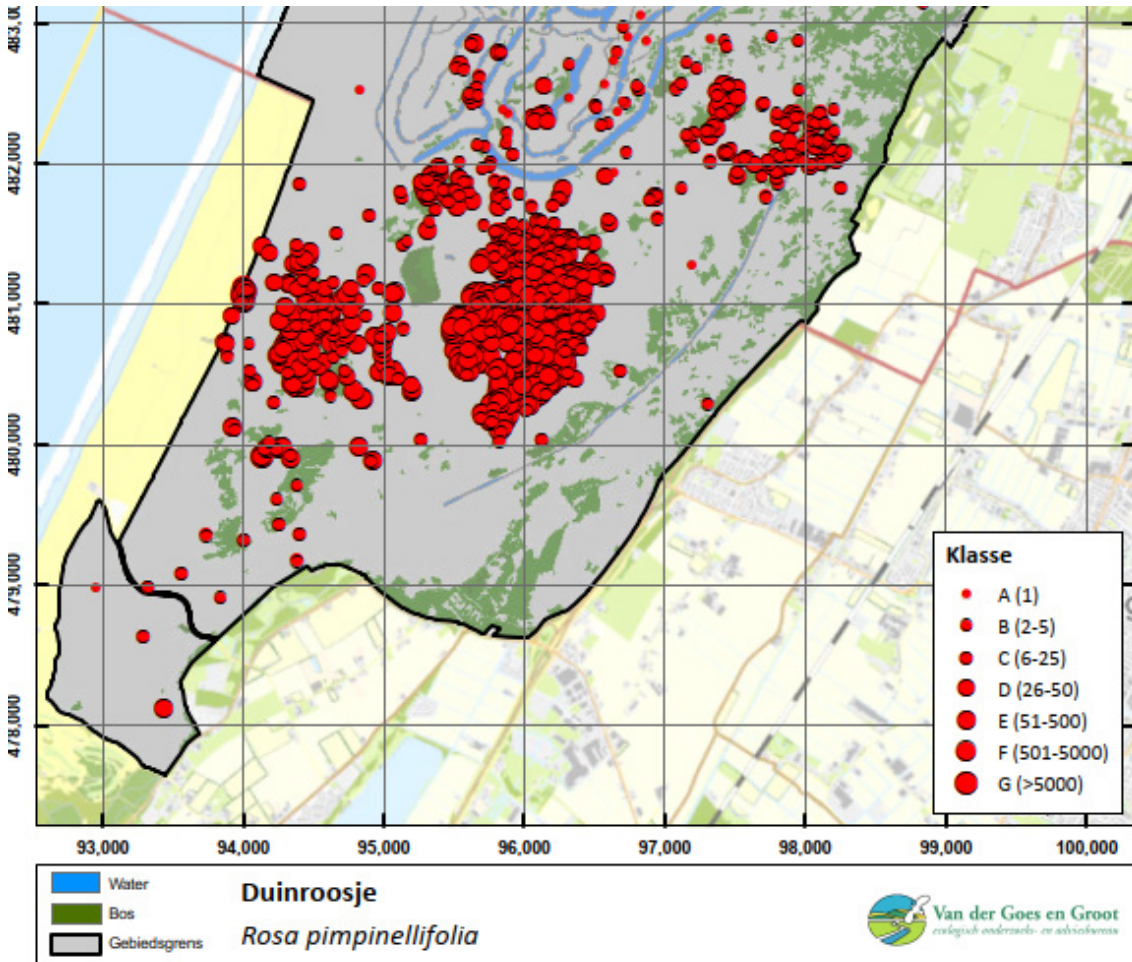 483,00
482,000
481,000
480,000
479,000
478,000
Klasse
A (1)
B (2-5)
C (6-25)
D (26-50)
E (51-500)
F (501-5000)
G (>5000)
93,000 94,000 95,000 96,000 97,000 98,000 99,000 100,000
Water
Bos
Gebiedsgrens
Duinroosje
Rosa pimpinellifolia
Van der Goes en Groot
ecologisch onderzoeks- en adviesbureau